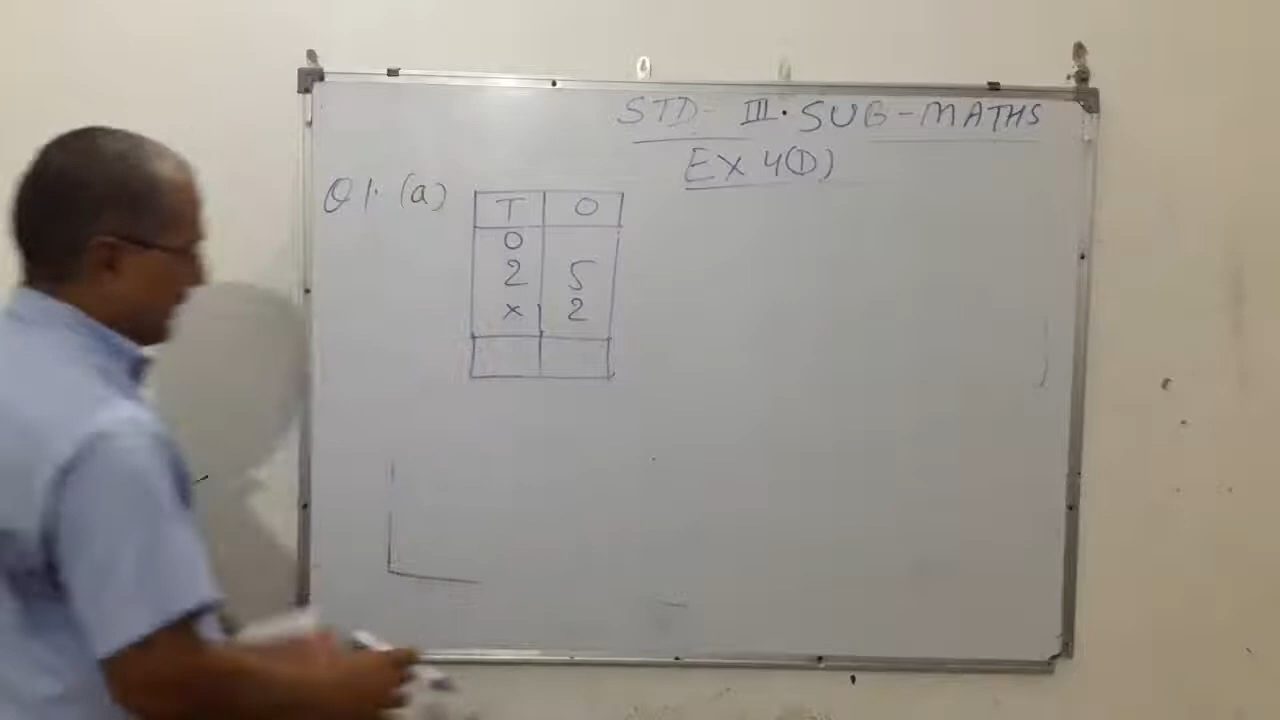 STD- III. SUB-MATHS
EX 4(D)
Q1. (a)
T O
0
2 5
× 2